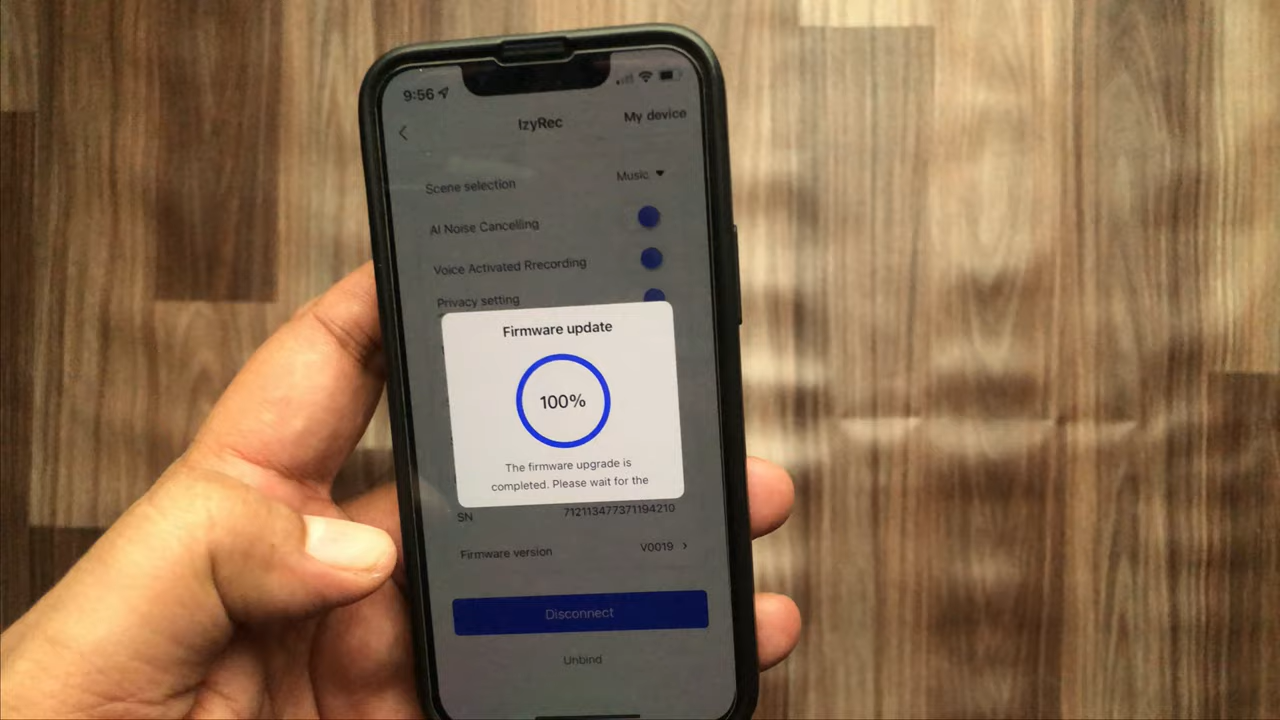 9:56
IzyRec
My device
Scene selection
Music
AI Noise Cancelling
Voice Activated Rrecording
Privacy setting
Firmware update
100%
The firmware upgrade is
completed. Please wait for the
SN
712113477371194210
Firmware version
V0019
Disconnect
Unbind